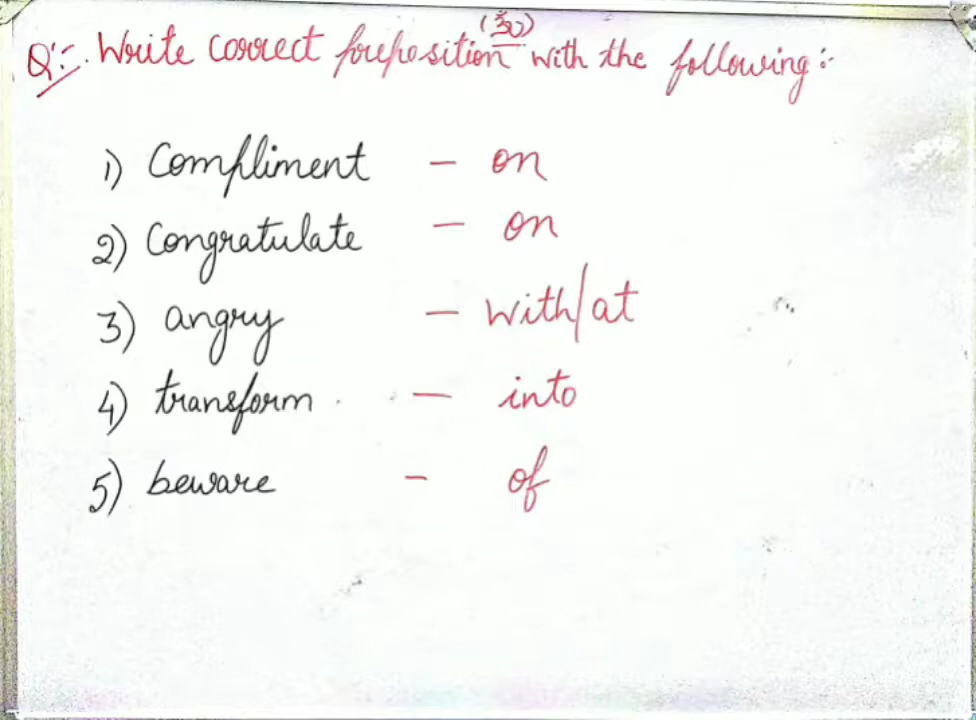 (30)
Q:- Write correct preposition with the following:-
1) Compliment - on
2) Congratulate - on
3) angry - with/at
4) transform - into
5) beware - of